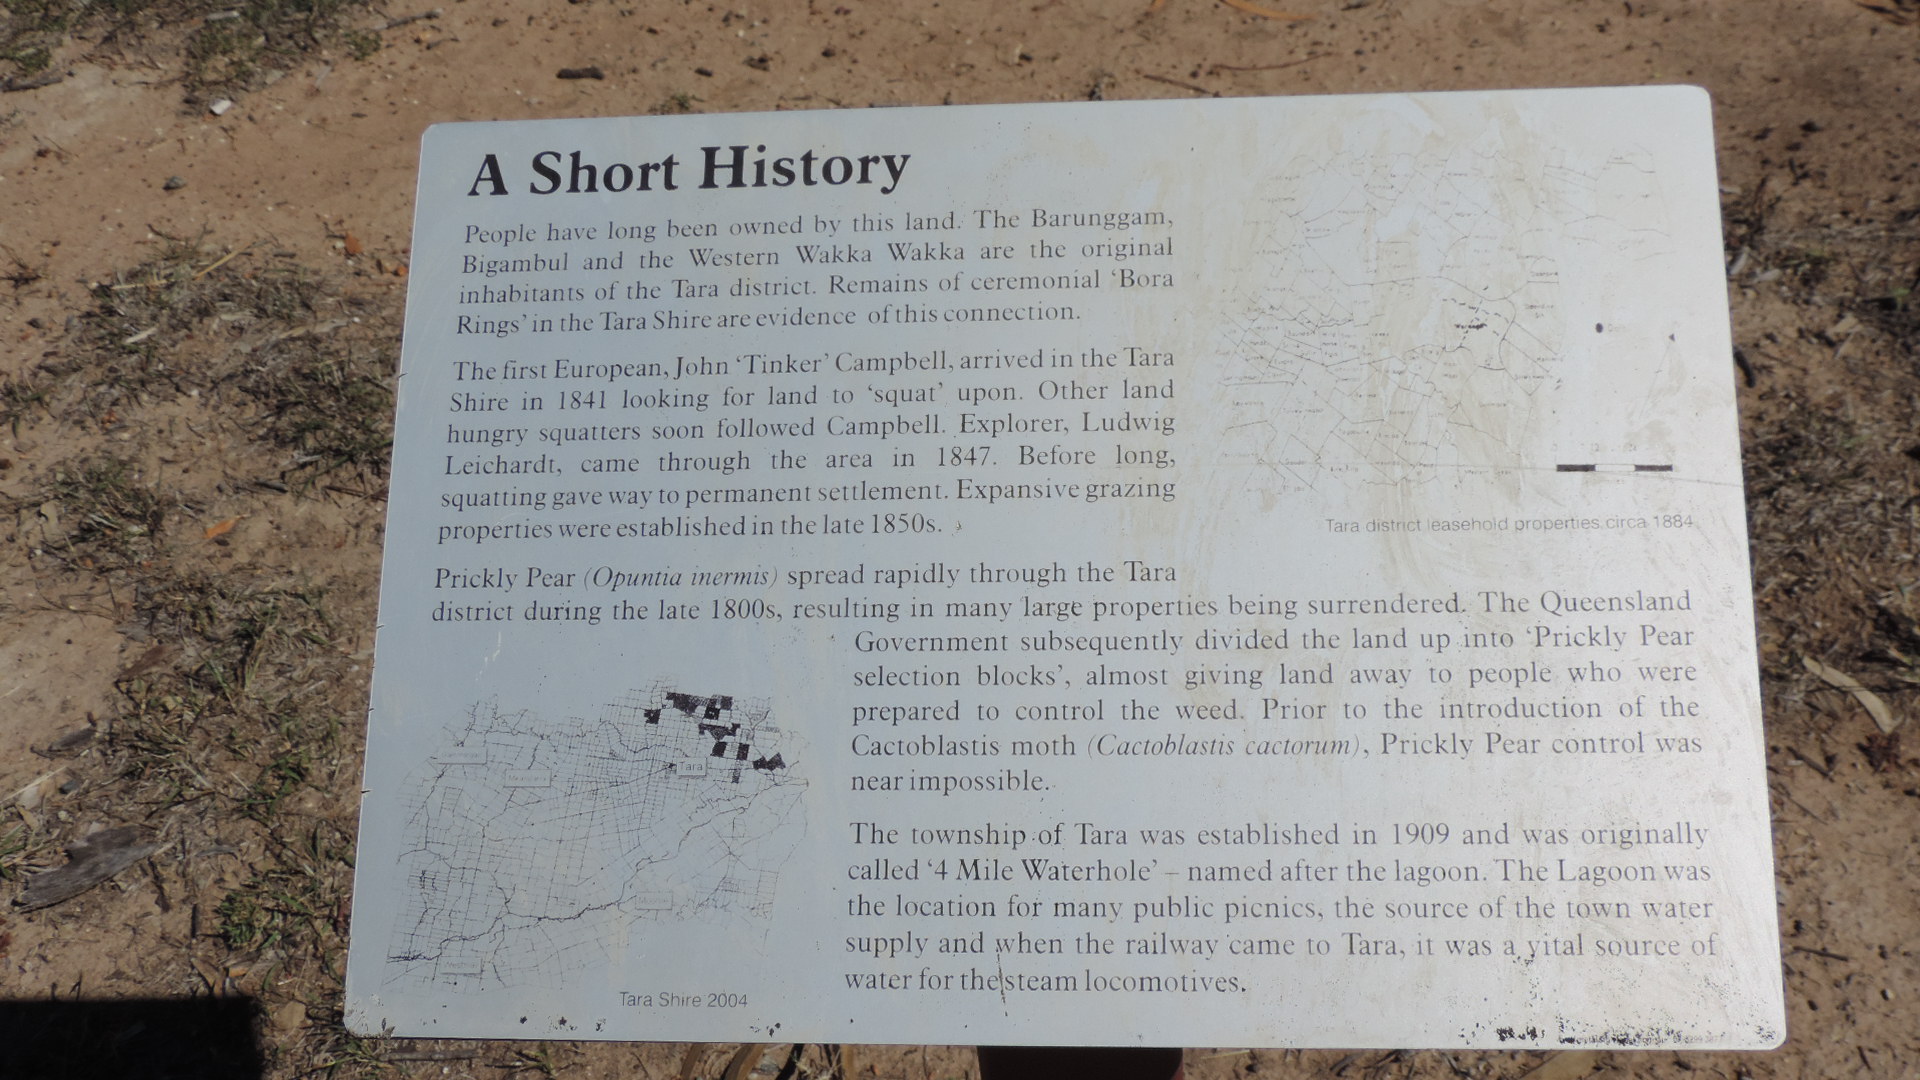 A Short History
People have long been owned by this land. The Barunggam,
Bigambul and the Western Wakka Wakka are the original
inhabitants of the Tara district. Remains of ceremonial ‘Bora
Rings’ in the Tara Shire are evidence of this connection.
The first European, John ‘Tinker’ Campbell, arrived in the Tara
Shire in 1841 looking for land to ‘squat’ upon. Other land
hungry squatters soon followed Campbell. Explorer, Ludwig
Leichardt, came through the area in 1847. Before long,
squatting gave way to permanent settlement. Expansive grazing
properties were established in the late 1850s.
Tara district leasehold properties circa 1884
Prickly Pear (Opuntia inermis) spread rapidly through the Tara
district during the late 1800s, resulting in many large properties being surrendered. The Queensland
Government subsequently divided the land up into ‘Prickly Pear
selection blocks’, almost giving land away to people who were
prepared to control the weed. Prior to the introduction of the
Cactoblastis moth (Cactoblastis cactorum), Prickly Pear control was
near impossible.
The township of Tara was established in 1909 and was originally
called ‘4 Mile Waterhole’ – named after the lagoon. The Lagoon was
the location for many public picnics, the source of the town water
supply and when the railway came to Tara, it was a vital source of
water for the steam locomotives.
Tara
Tara Shire 2004